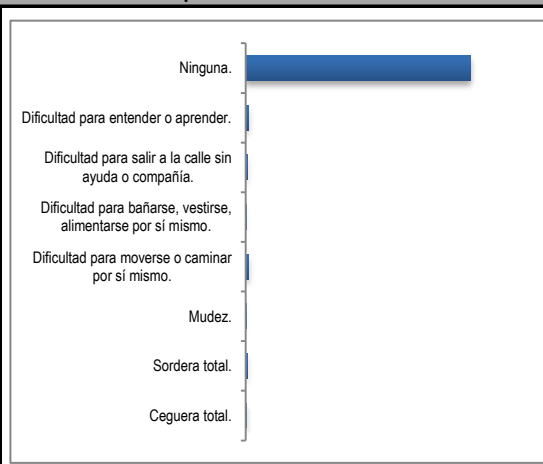 Ninguna.
Dificultad para entender o aprender.
Dificultad para salir a la calle sin
ayuda o compañía.
Dificultad para bañarse, vestirse,
alimentarse por sí mismo.
Dificultad para moverse o caminar
por sí mismo.
Mudez.
Sordera total.
Ceguera total.